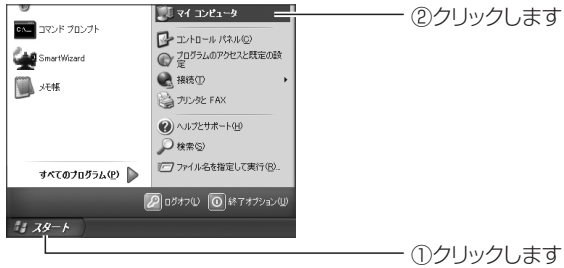 マイ コンピュータ
②クリックします
コマンド プロンプト
SmartWizard
メモ帳
コントロール パネル(C)
プログラムのアクセスと既定の設
定
接続(T)
プリンタと FAX
ヘルプとサポート(H)
検索(S)
ファイル名を指定して実行(R)...
すべてのプログラム(P)
ログオフ(L)
終了オプション(U)
スタート
①クリックします